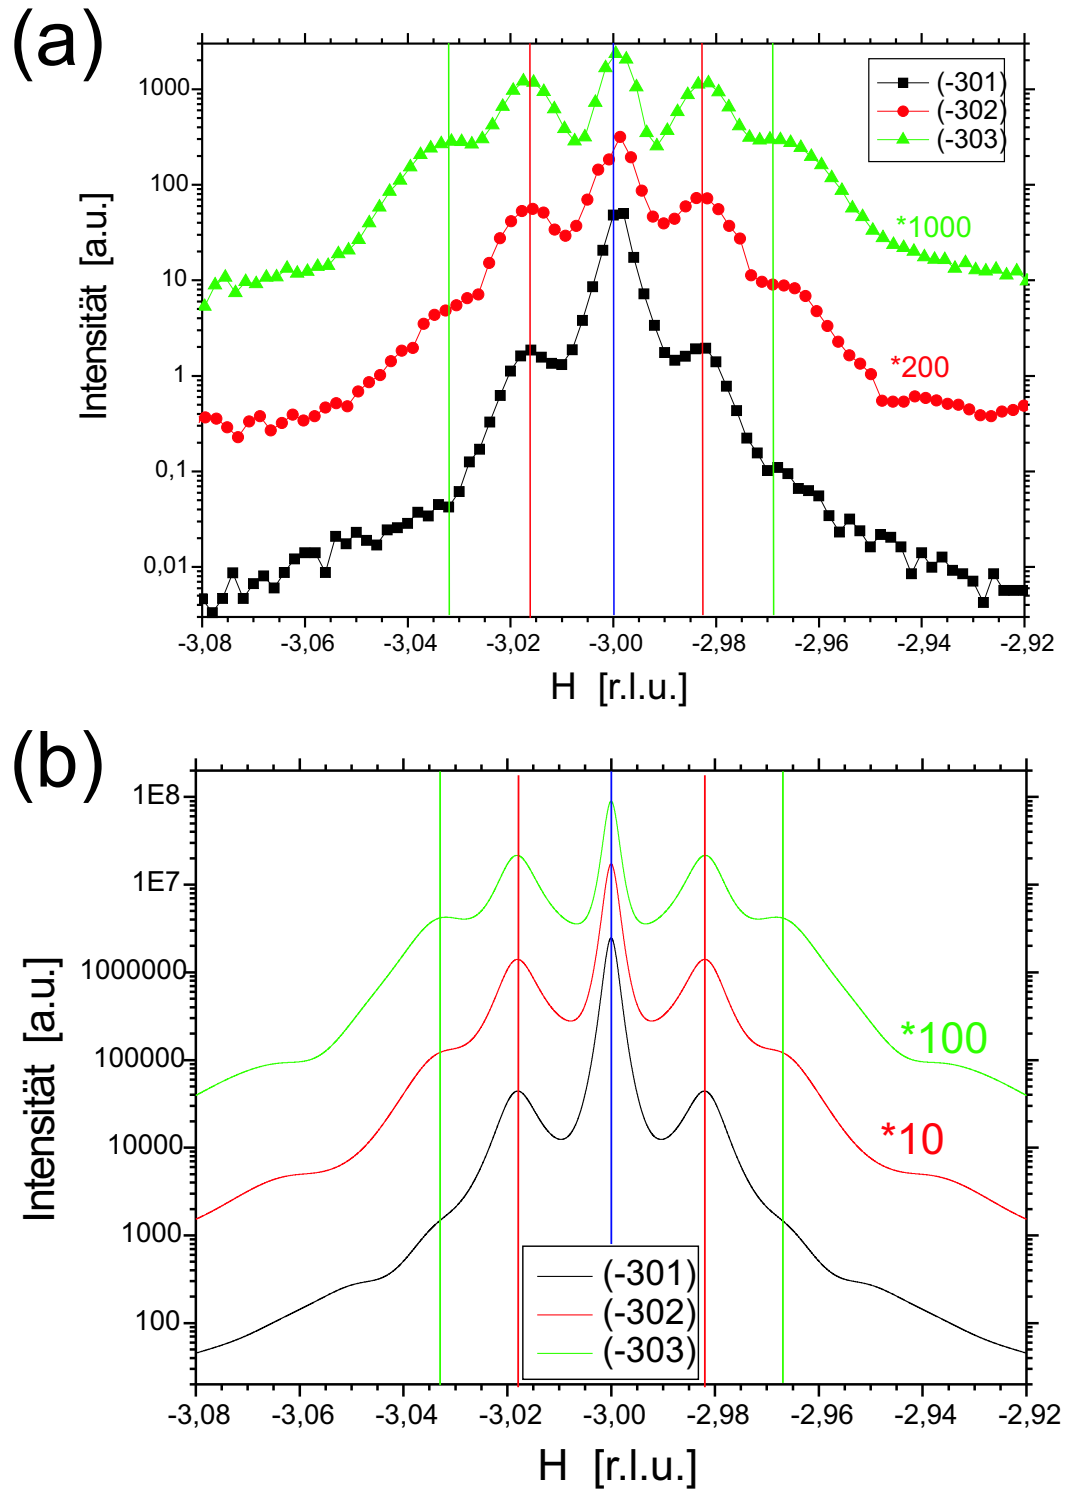 (a)
1000
100
10
1
0,1
0,01
Intensität [a.u.]
(-301)
(-302)
(-303)
*1000
*200
-3,08 -3,06 -3,04 -3,02 -3,00 -2,98 -2,96 -2,94 -2,92
H [r.l.u.]
(b)
1E8
1E7
1000000
100000
10000
1000
100
Intensität [a.u.]
*100
*10
(-301)
(-302)
(-303)
-3,08 -3,06 -3,04 -3,02 -3,00 -2,98 -2,96 -2,94 -2,92
H [r.l.u.]